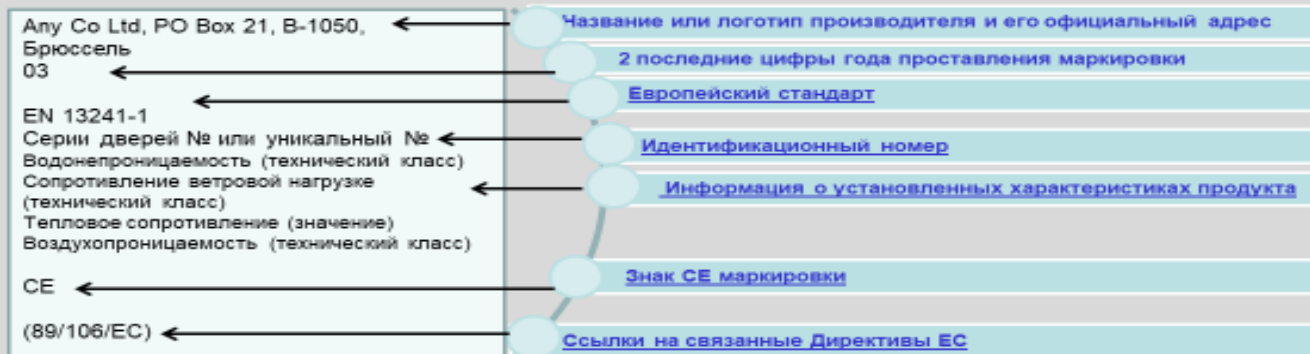 Any Co Ltd, PO Box 21, B-1050,
Брюссель
03
EN 13241-1
Серии дверей № или уникальный №
Водонепроницаемость (технический класс)
Сопротивление ветровой нагрузке
(технический класс)
Тепловое сопротивление (значение)
Воздухопроницаемость (технический класс)
CE
(89/106/EC)
Название или логотип производителя и его официальный адрес
2 последние цифры года проставления маркировки
Европейский стандарт
Идентификационный номер
Информация о установленных характеристиках продукта
Знак СЕ маркировки
Ссылки на связанные Директивы ЕС